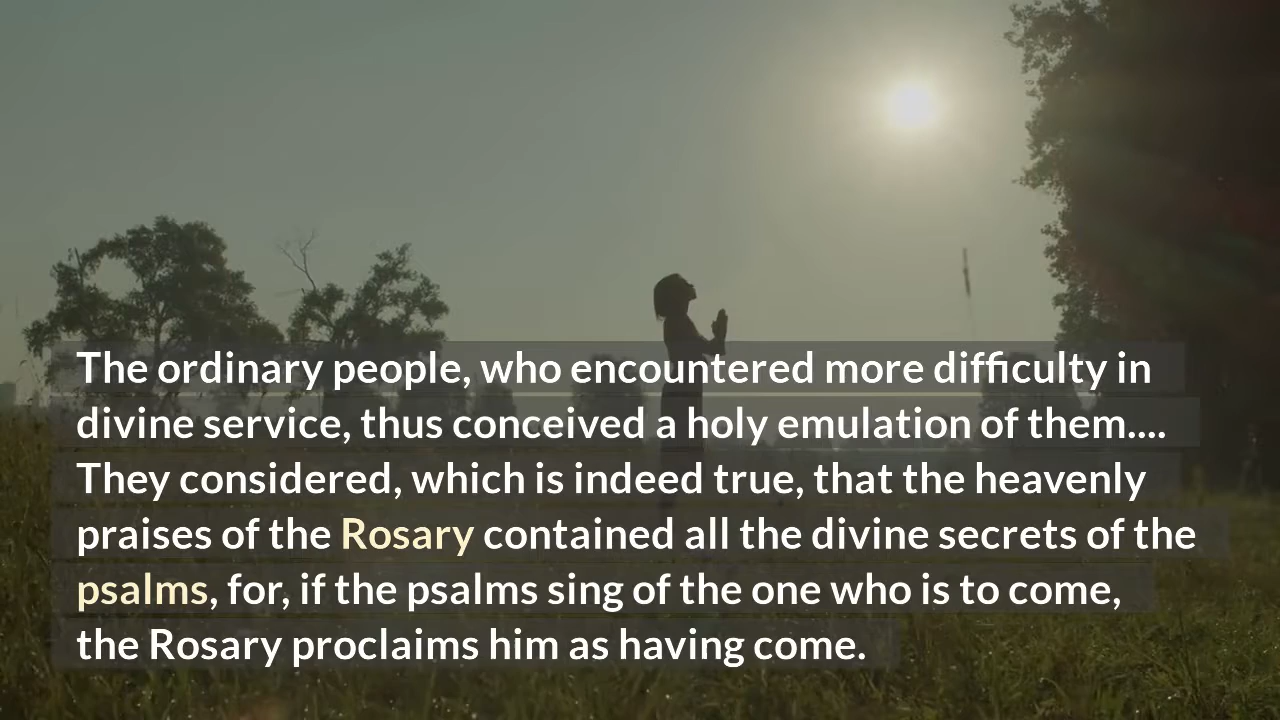 The ordinary people, who encountered more difficulty in
divine service, thus conceived a holy emulation of them....
They considered, which is indeed true, that the heavenly
praises of the Rosary contained all the divine secrets of the
psalms, for, if the psalms sing of the one who is to come,
the Rosary proclaims him as having come.